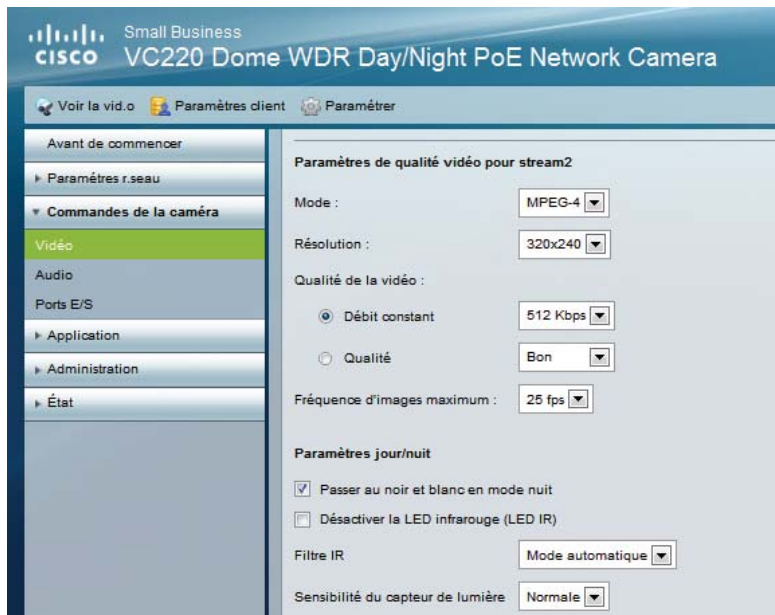 Small Business
CISCO VC220 Dome WDR Day/Night PoE Network Camera
Voir la vid.o Paramètres client Paramétrer
Avant de commencer
Paramétres r.seau
Commandes de la caméra
Vidéo
Audio
Ports E/S
Application
Administration
État
Paramètres de qualité vidéo pour stream2
Mode : MPEG-4
Résolution : 320x240
Qualité de la vidéo :
Débit constant 512 Kbps
Qualité Bon
Fréquence d'images maximum : 25 fps
Paramètres jour/nuit
Passer au noir et blanc en mode nuit
Désactiver la LED infrarouge (LED IR)
Filtre IR Mode automatique
Sensibilité du capteur de lumière Normale